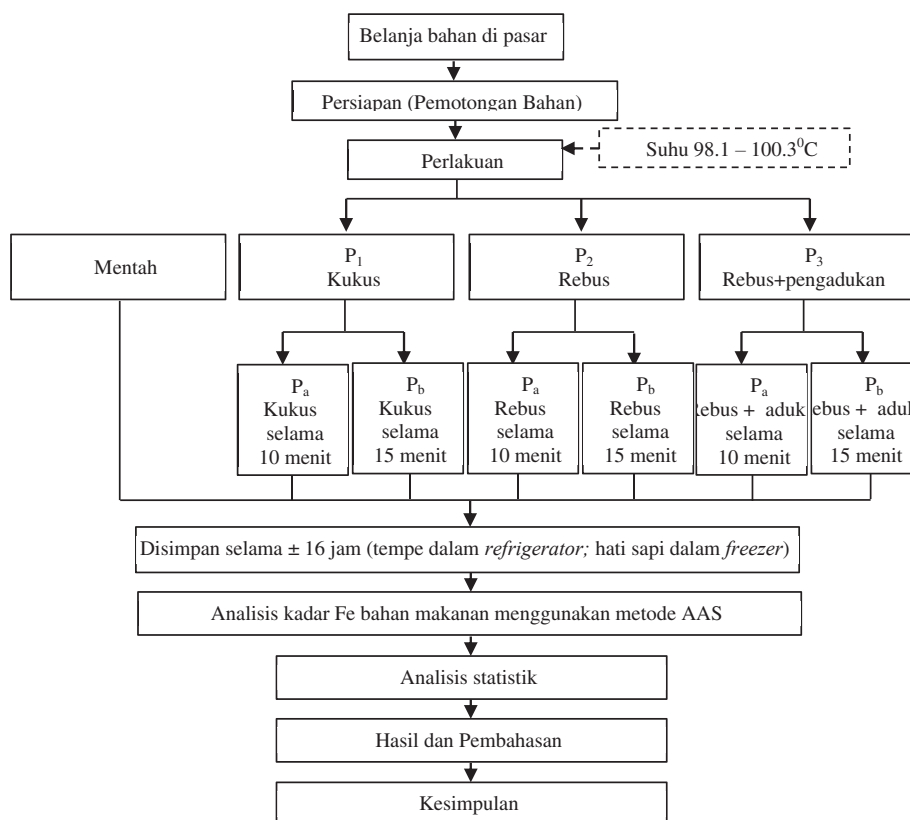 Belanja bahan di pasar
Persiapan (Pemotongan Bahan)
Perlakuan
Suhu 98.1 – 100.3⁰C
Mentah
P₁
Kukus
P₂
Rebus
P₃
Rebus+pengadukan
Pₐ
Kukus
selama
10 menit
P_b
Kukus
selama
15 menit
Pₐ
Rebus
selama
10 menit
P_b
Rebus
selama
15 menit
Pₐ
ebus + aduk
selama
10 menit
P_b
ebus + adu
selama
15 menit
Disimpan selama ± 16 jam (tempe dalam refrigerator; hati sapi dalam freezer)
Analisis kadar Fe bahan makanan menggunakan metode AAS
Analisis statistik
Hasil dan Pembahasan
Kesimpulan